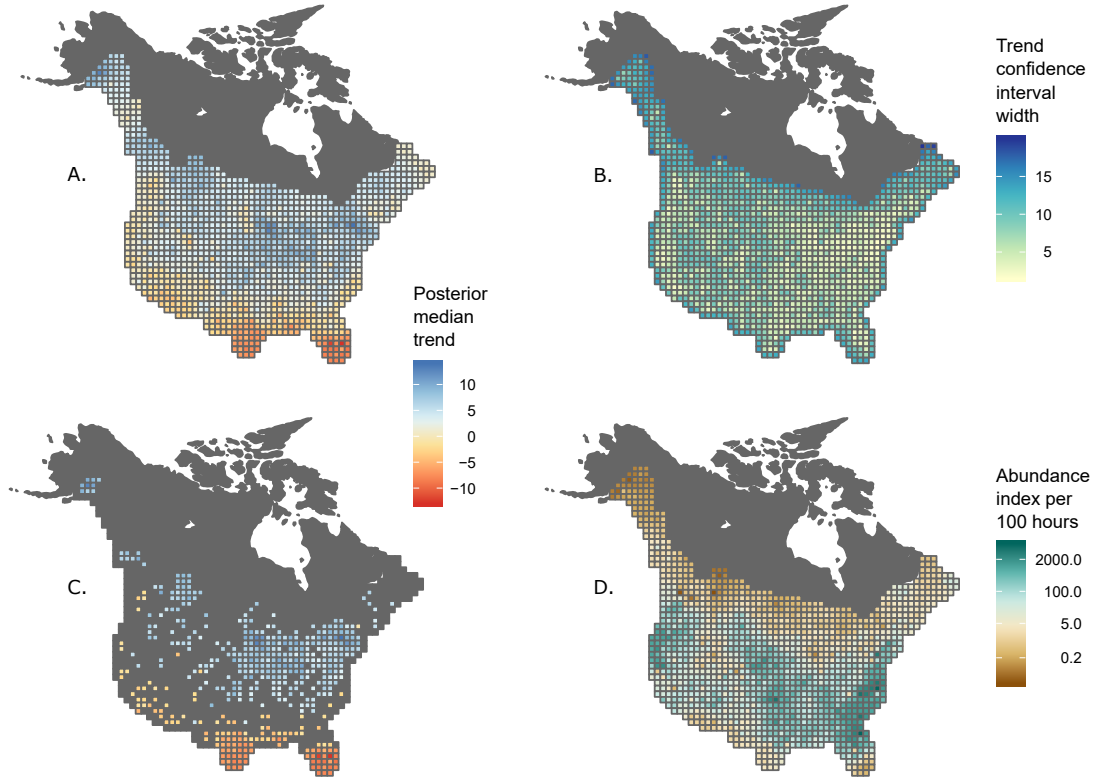 A.
B.
Trend
confidence
interval
width
15
10
5
Posterior
median
trend
10
5
0
−5
−10
C.
D.
Abundance
index per
100 hours
2000.0
100.0
5.0
0.2